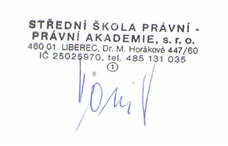 STŘEDNÍ ŠKOLA PRÁVNÍ -
PRÁVNÍ AKADEMIE, s. r. o.
460 01 LIBEREC, Dr. M. Horákové 447/60
IČ 25025970, tel. 485 131 035
1